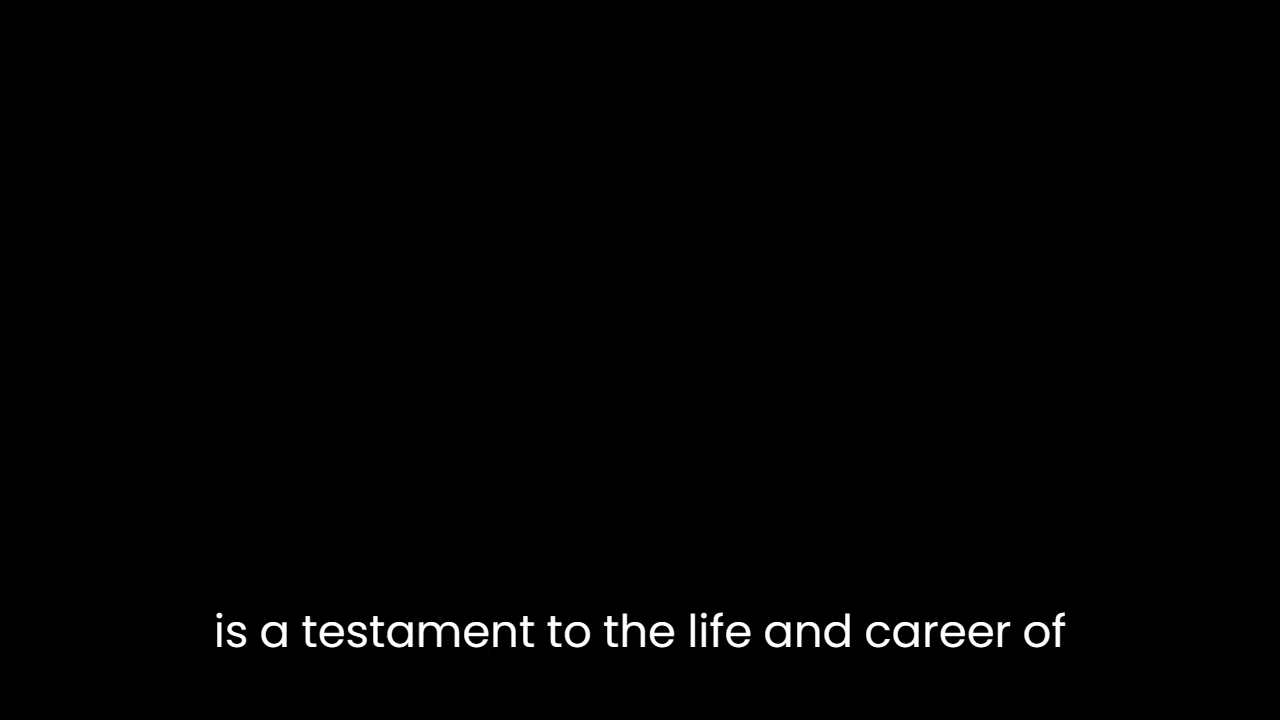 is a testament to the life and career of